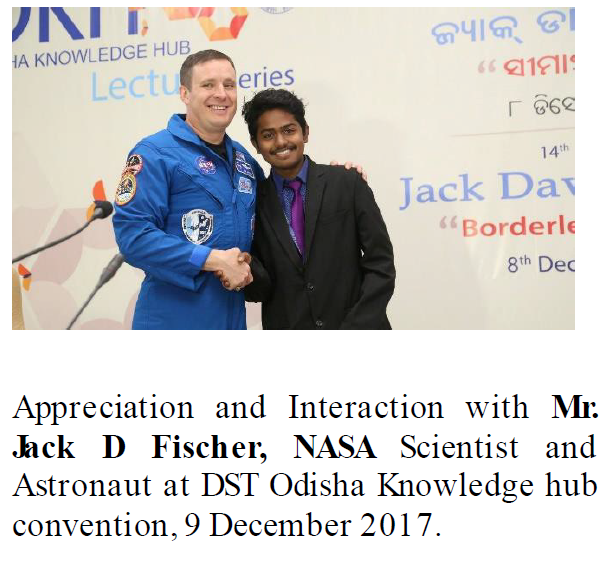 HA KNOWLEDGE HUB
Lectu eries
ଜ୍ୟାକ୍ ଡା
“ସୀମା
୮ ଡିସେ
14th
Jack Dav
“Borderle
8th Dec
NASA
Appreciation and Interaction with Mr.
Jack D Fischer, NASA Scientist and
Astronaut at DST Odisha Knowledge hub
convention, 9 December 2017.